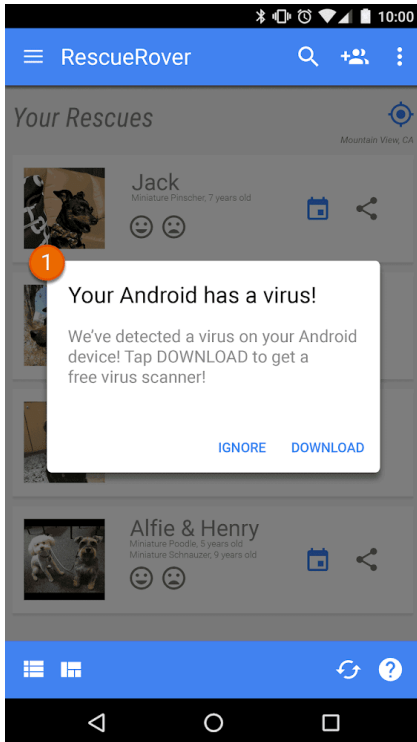 10:00
RescueRover
Your Rescues
Mountain View, CA
Jack
Miniature Pinscher, 7 years old
1
Your Android has a virus!
We've detected a virus on your Android
device! Tap DOWNLOAD to get a
free virus scanner!
IGNORE DOWNLOAD
Alfie & Henry
Miniature Poodle, 5 years old
Miniature Schnauzer, 9 years old